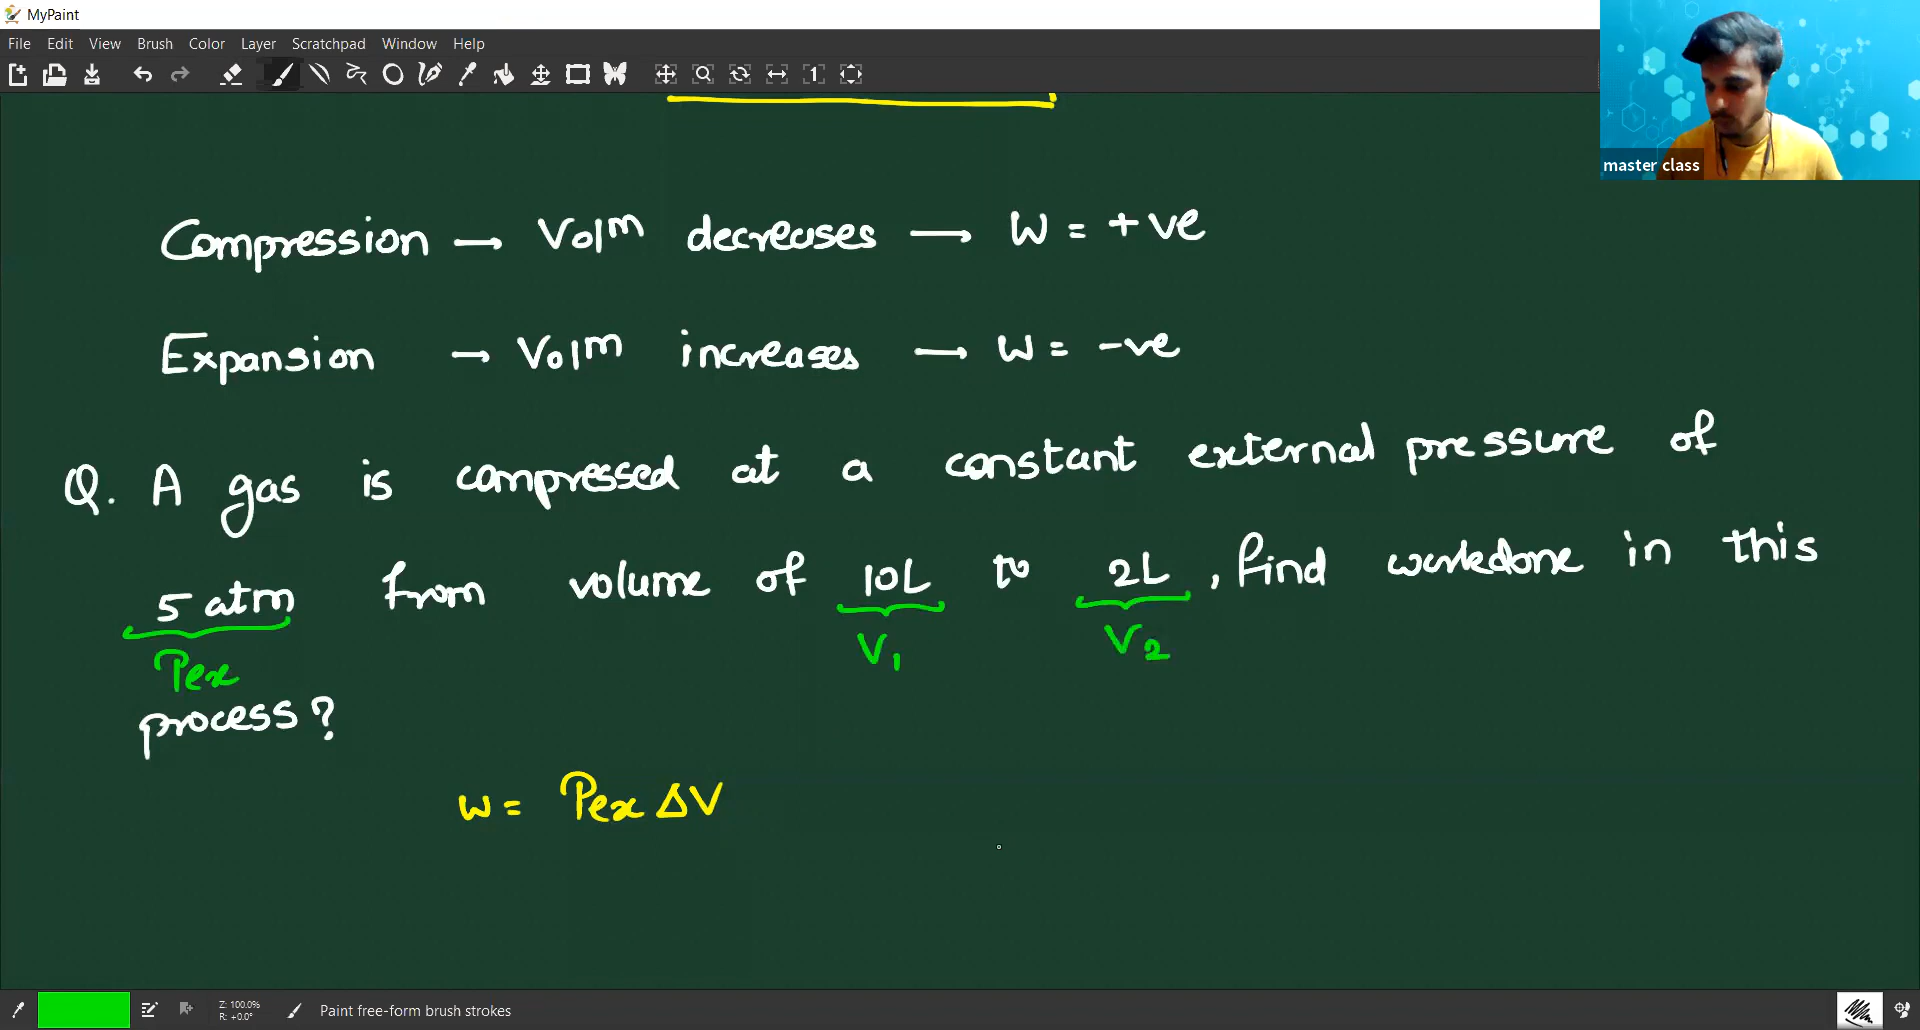 MyPaint
File Edit View Brush Color Layer Scratchpad Window Help
master class
Compression → Volm decreases → W = +ve
Expansion → Volm increases → W = -ve
Q. A gas is compressed at a constant external pressure of
5 atm from volume of 10L to 2L, find workdone in this
Pex V1 V2
process?
w = Pex ΔV
Z: 100.0%
R: +0.0°
Paint free-form brush strokes